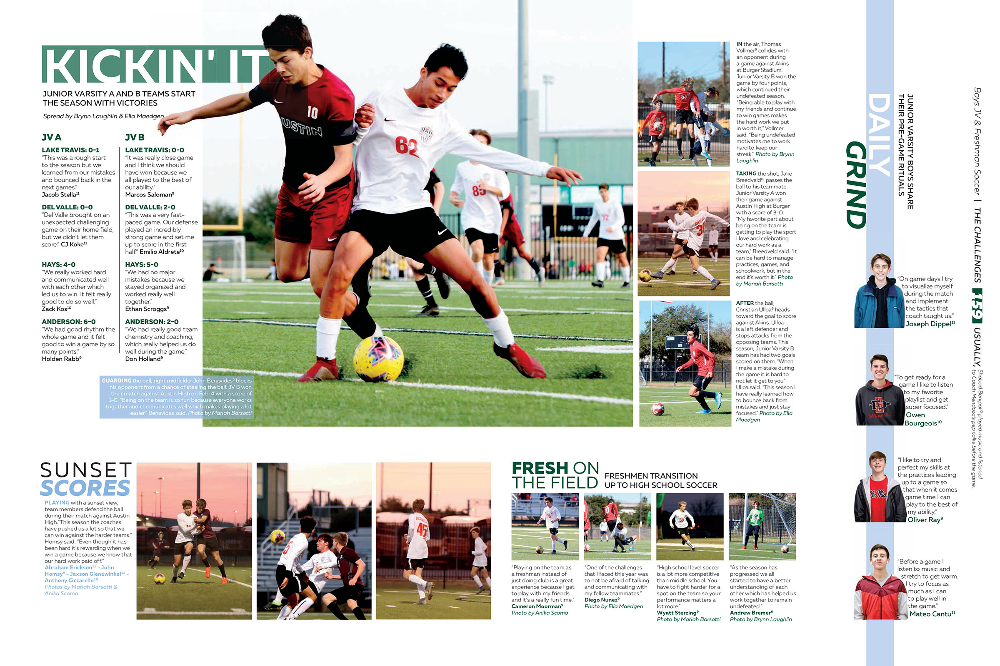 KICKIN' IT
JUNIOR VARSITY A AND B TEAMS START
THE SEASON WITH VICTORIES
Spread by Brynn Laughlin & Ella Maedgen
JV A
LAKE TRAVIS: 0-1
“This was a rough start
to the season but we
learned from our mistakes
and bounced back in the
next games.”
Jacob Stella¹¹
DEL VALLE: 0-0
“Del Valle brought on an
unexpected challenging
game on their home field,
but we didn't let them
score.” CJ Koke¹¹
HAYS: 4-0
“We really worked hard
and communicated well
with each other which
led us to win. It felt really
good to do so well.”
Zack Kos¹⁰
ANDERSON: 6-0
“We had good rhythm the
whole game and it felt
good to win a game by so
many points.”
Holden Rabb⁹
JV B
LAKE TRAVIS: 0-0
“It was really close game
and I think we should
have won because we
all played to the best of
our ability.”
Marcos Saloman⁹
DEL VALLE: 2-0
“This was a very fast-
paced game. Our defense
played an incredibly
strong game and set me
up to score in the first
half.” Emilio Aldrete¹⁰
HAYS: 5-0
“We had no major
mistakes because we
stayed organized and
worked really well
together.”
Ethan Scroggs⁹
ANDERSON: 2-0
“We had really good team
chemistry and coaching,
which really helped us do
well during the game.”
Don Holland⁹
GUARDING the ball, right midfielder John Benavides⁹ blocks
his opponent from a chance of stealing the ball. JV B won
their match against Austin High on Feb. 4 with a score of
1-0. “Being on the team is so fun because everyone works
together and communicates well which makes playing a lot
easier,” Benavidas said. Photo by Mariah Barsotti
10
USTIN
62
83
IN the air, Thomas
Vollmer⁹ collides with
an opponent during
a game against Akins
at Burger Stadium.
Junior Varsity B won the
game by four points,
which continued their
undefeated season.
“Being able to play with
my friends and continue
to win games makes
the hard work we put
in worth it,” Vollmer
said. “Being undefeated
motivates me to work
hard to keep our
streak.” Photo by Brynn
Laughlin
54
TAKING the shot, Jake
Breedveld¹¹ passes the
ball to his teammate.
Junior Varsity A won
their game against
Austin High at Burger
with a score of 3-0.
“My favorite part about
being on the team is
getting to play the sport
I love and celebrating
our hard work as a
team,” Breedveld said. “It
can be hard to manage
practices, games, and
schoolwork, but in the
end it's worth it.” Photo
by Mariah Barsotti
AFTER the ball,
Christian Ulloa⁹ heads
toward the goal to score
against Akins. Ulloa
is a left defender and
stops attacks from the
opposing teams. This
season, Junior Varsity B
team has had two goals
scored on them. “When
I make a mistake during
the game it is hard to
not let it get to you”
Ulloa said. “This season I
have really learned how
to bounce back from
mistakes and just stay
focused.” Photo by Ella
Maedgen
SUNSET
SCORES
PLAYING with a sunset view,
team members defend the ball
during their match against Austin
High.“This season the coaches
have pushed us a lot so that we
can win against the harder teams.”
Homsy said. “Even though it has
been hard it's rewarding when we
win a game because we know that
our hard work paid off.”
Abraham Erickson¹¹ - John
Homsy⁹ - Jaxson Glenewinkel¹¹ -
Anthony Ciccarello¹⁰
Photos by Mariah Barsotti &
Anika Scoma
45
FRESH ON
THE FIELD
FRESHMEN TRANSITION
UP TO HIGH SCHOOL SOCCER
59
“Playing on the team as
a freshman instead of
just doing club is a great
experience because I get
to play with my friends
and it's a really fun time.”
Cameron Moorman⁹
Photo by Anika Scoma
“One of the challenges
that I faced this year was
to not be afraid of talking
and communicating with
my fellow teammates.”
Diego Nunez⁹
Photo by Ella Maedgen
“High school level soccer
is a lot more competitive
than middle school. You
have to fight harder for a
spot on the team so your
performance matters a
lot more.”
Wyatt Sterzing⁹
Photo by Mariah Barsotti
“As the season has
progressed we all
started to have a better
understanding of each
other which has helped us
work together to remain
undefeated.”
Andrew Bremer⁹
Photo by Brynn Laughlin
DAILY
GRIND
JUNIOR VARSITY BOYS SHARE
THEIR PRE-GAME RITUALS
“On game days I try
to visualize myself
during the match
and implement
the tactics that
coach taught us.”
Joseph Dippel¹¹
“To get ready for a
game I like to listen
to my favorite
playlist and get
super focused.”
Owen
Bourgeois¹⁰
“I like to try and
perfect my skills at
the practices leading
up to a game so
that when it comes
game time I can
play to the best of
my ability.”
Oliver Ray⁹
“Before a game I
listen to music and
stretch to get warm.
I try to focus as
much as I can
to play well in
the game.”
Mateo Cantu¹¹
Boys JV & Freshman Soccer | THE CHALLENGES 159 USUALLY, Shabad Benipal¹⁰ played music and listened
to Coach Mendoza's pep talks before the game.